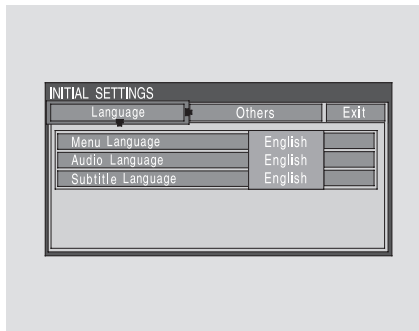 INITIAL SETTINGS
Language Others Exit
Menu Language English
Audio Language English
Subtitle Language English